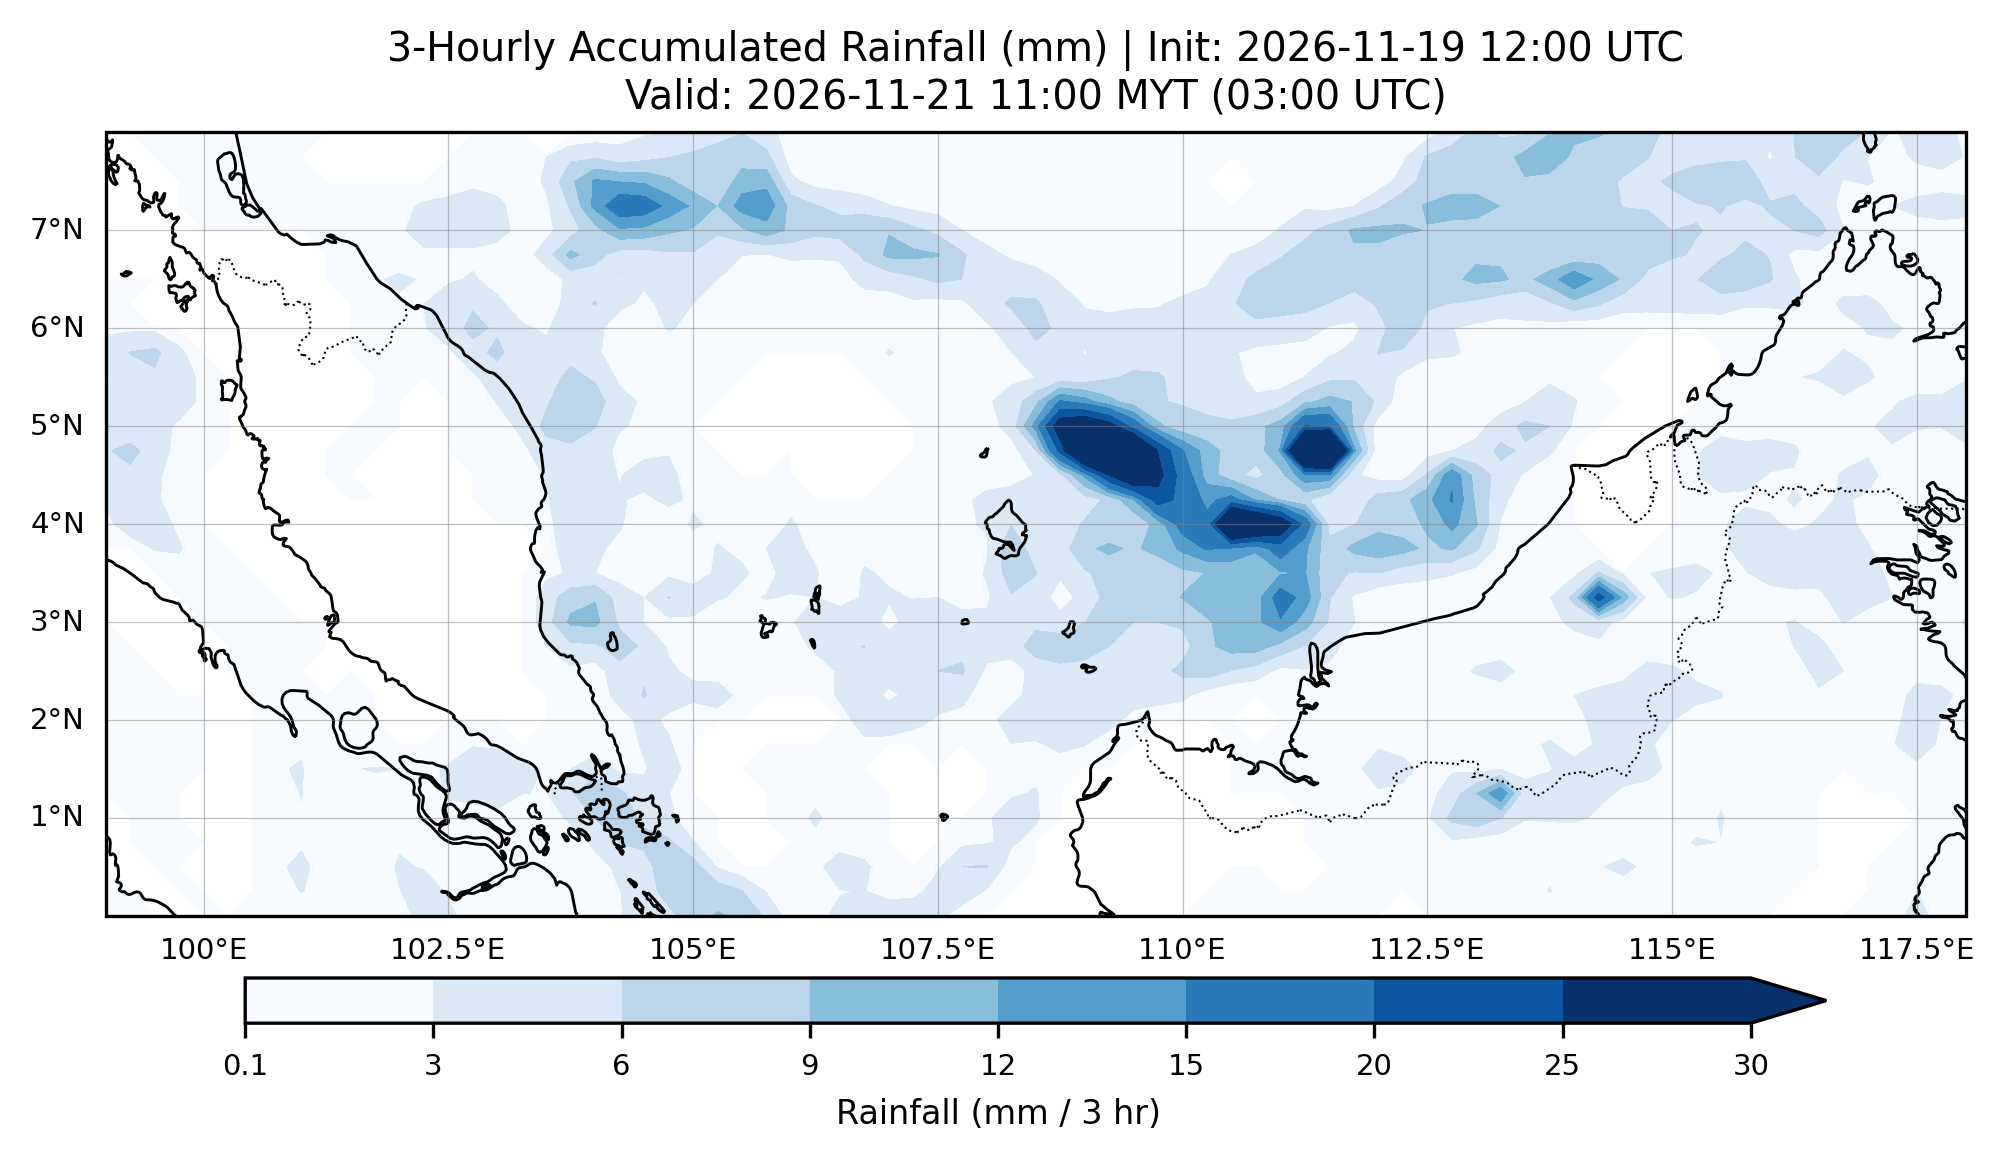 3-Hourly Accumulated Rainfall (mm) | Init: 2026-11-19 12:00 UTC
Valid: 2026-11-21 11:00 MYT (03:00 UTC)
7°N
6°N
5°N
4°N
3°N
2°N
1°N
100°E 102.5°E 105°E 107.5°E 110°E 112.5°E 115°E 117.5°E
0.1 3 6 9 12 15 20 25 30
Rainfall (mm / 3 hr)